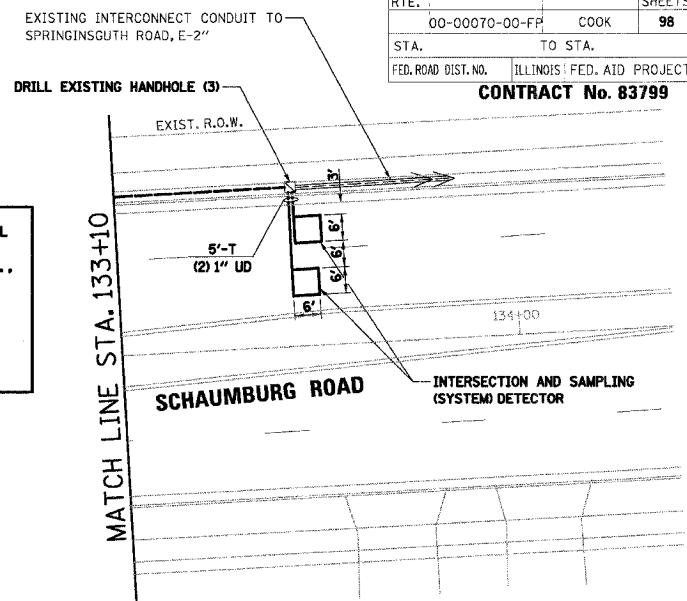 EXISTING INTERCONNECT CONDUIT TO
SPRINGINSGUTH ROAD, E-2"
RTE.
SHEETS
00-00070-00-FP
COOK
98
STA.
TO STA.
FED. ROAD DIST. NO.
ILLINOIS
FED. AID PROJECT
CONTRACT No. 83799
DRILL EXISTING HANDHOLE (3)
EXIST. R.O.W.
3'
6'
6'
6'
6'
5'-T
(2) 1" UD
134+00
MATCH LINE STA. 133+10
SCHAUMBURG ROAD
INTERSECTION AND SAMPLING
(SYSTEM) DETECTOR